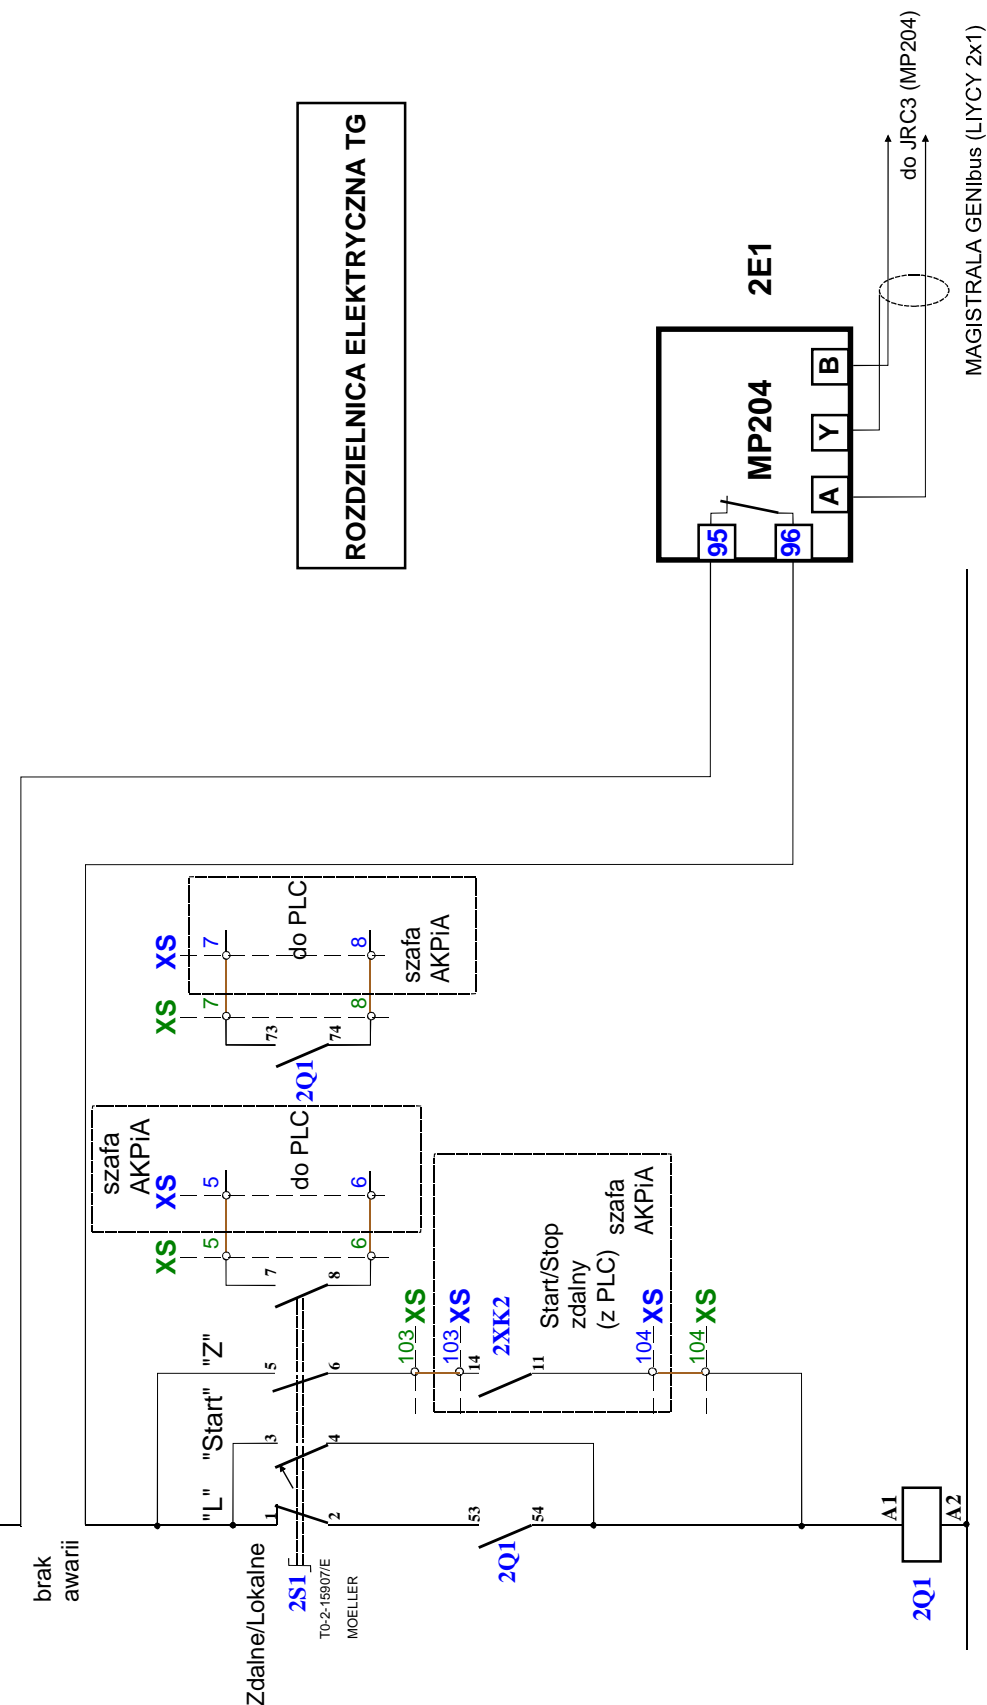 ROZDZIELNICA ELEKTRYCZNA TG
do JRC3 (MP204)
MAGISTRALA GENIbus (LIYCY 2x1)
2E1
MP204
95
96
A
Y
B
brak
awarii
XS
XS
7
7
8
8
do PLC
szafa
AKPiA
73
74
2Q1
szafa
AKPiA
XS
XS
5
5
6
6
do PLC
7
8
Zdalne/Lokalne
"L"
"Start"
"Z"
1
2
3
4
5
6
2S1
T0-2-15907/E
MOELLER
103
XS
103
XS
14
11
2XK2
Start/Stop
zdalny
(z PLC)
szafa
AKPiA
104
XS
104
XS
53
54
2Q1
A1
A2
2Q1